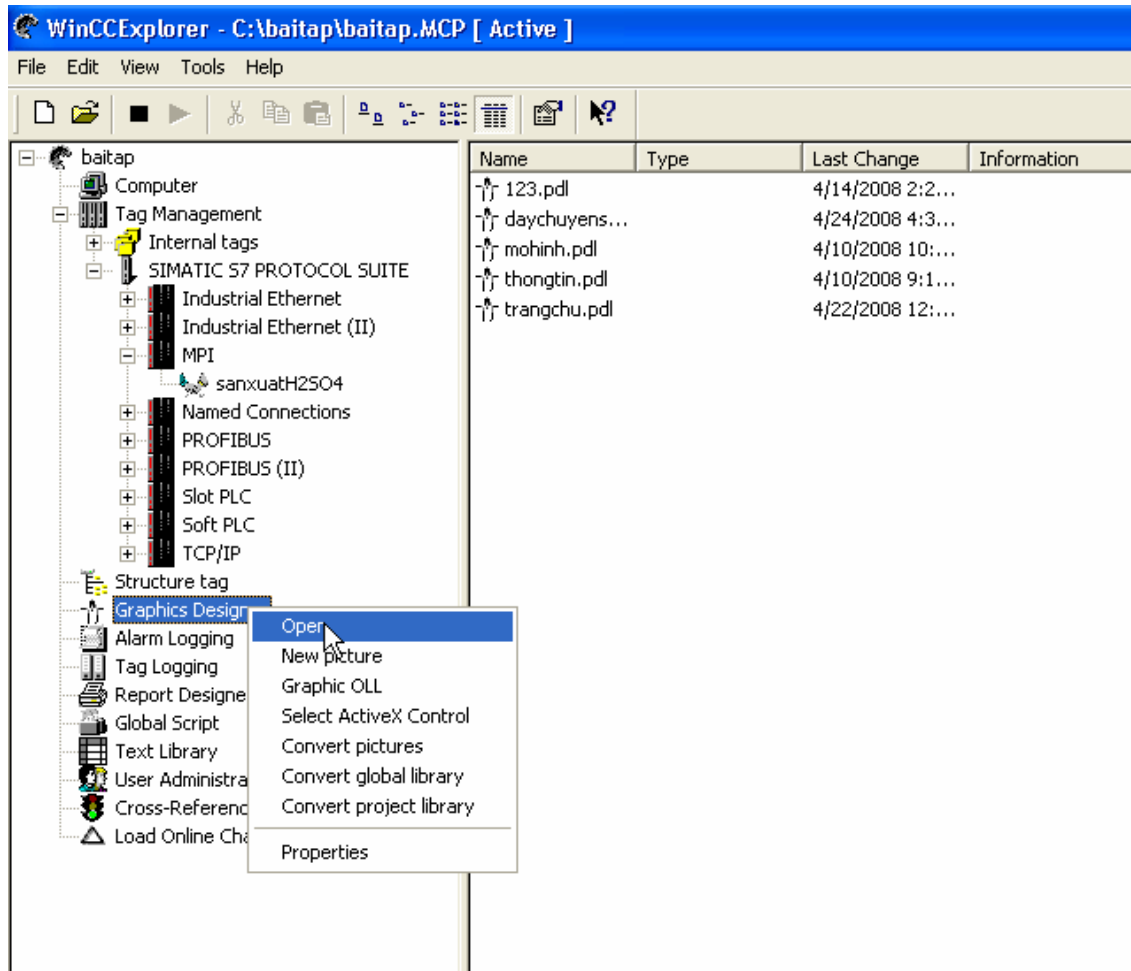 WinCCExplorer - C:\baitap\baitap.MCP [ Active ]
File Edit View Tools Help
baitap
Computer
Tag Management
Internal tags
SIMATIC S7 PROTOCOL SUITE
Industrial Ethernet
Industrial Ethernet (II)
MPI
sanxuatH2SO4
Named Connections
PROFIBUS
PROFIBUS (II)
Slot PLC
Soft PLC
TCP/IP
Structure tag
Graphics Design
Alarm Logging
Tag Logging
Report Designe
Global Script
Text Library
User Administra
Cross-Referenc
Load Online Cha
Open
New picture
Graphic OLL
Select ActiveX Control
Convert pictures
Convert global library
Convert project library
Properties
Name Type Last Change Information
123.pdl 4/14/2008 2:2...
daychuyens... 4/24/2008 4:3...
mohinh.pdl 4/10/2008 10:...
thongtin.pdl 4/10/2008 9:1...
trangchu.pdl 4/22/2008 12:...